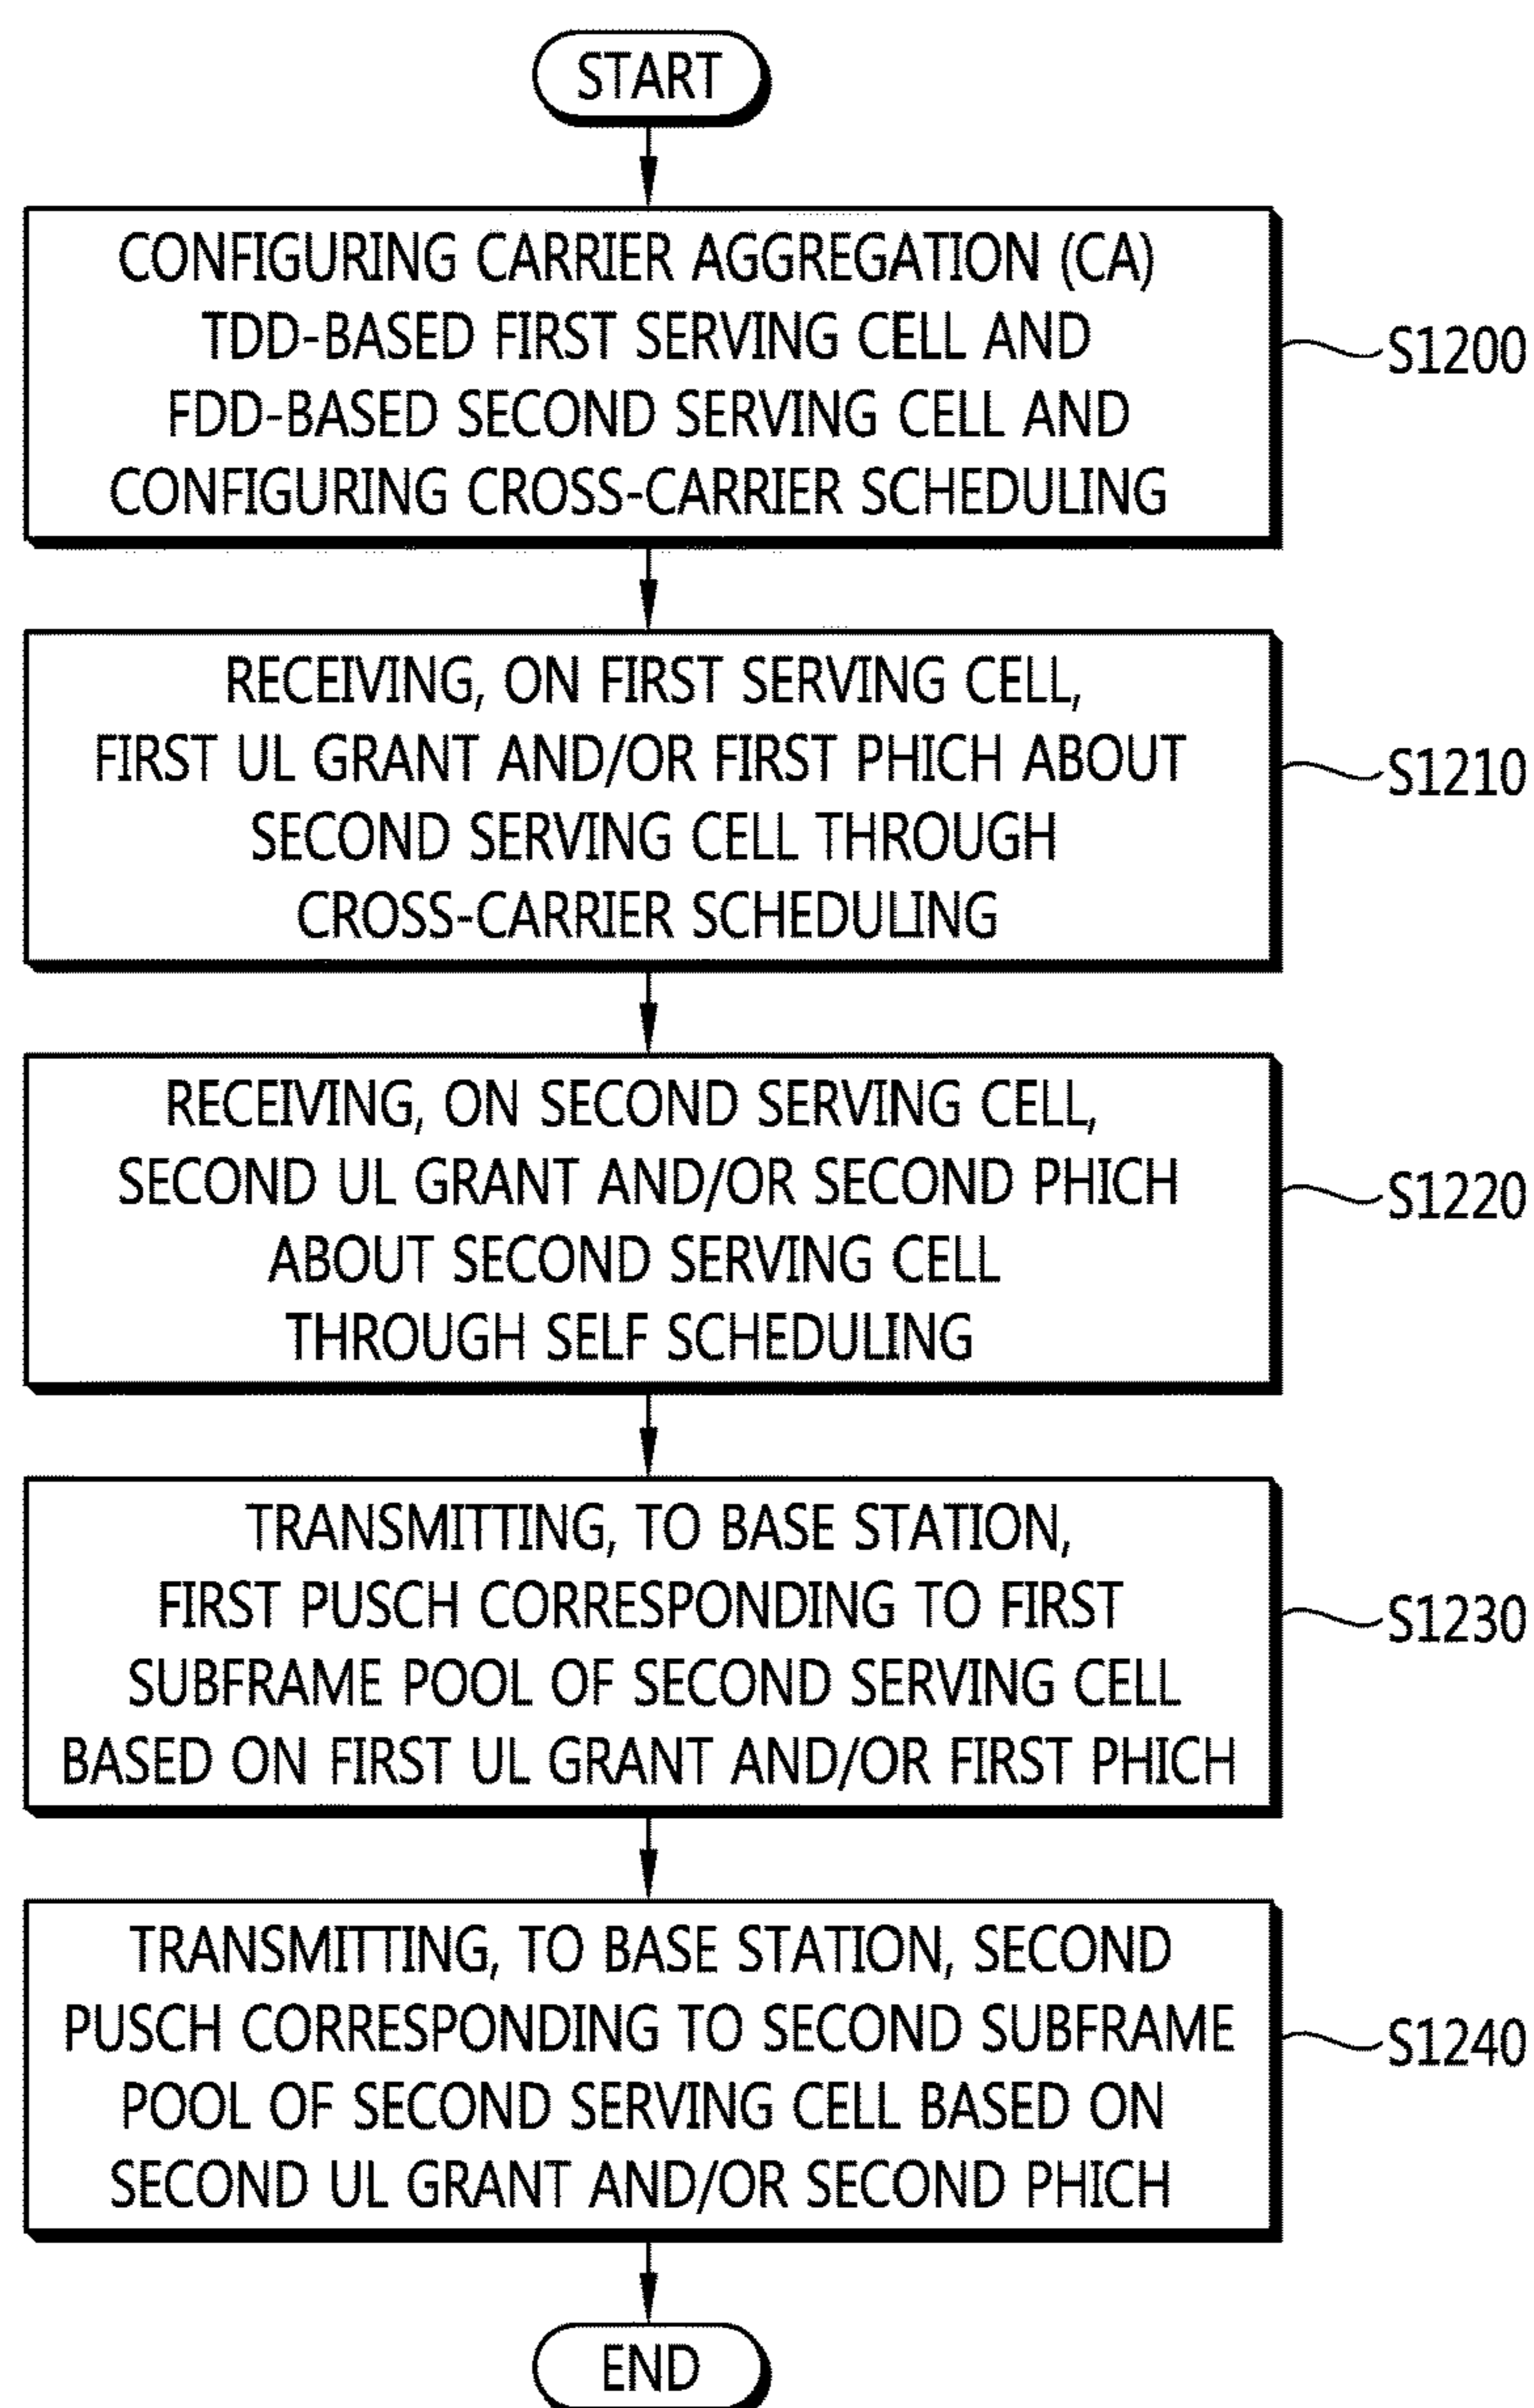 START
CONFIGURING CARRIER AGGREGATION (CA)
TDD-BASED FIRST SERVING CELL AND
FDD-BASED SECOND SERVING CELL AND
CONFIGURING CROSS-CARRIER SCHEDULING
S1200
RECEIVING, ON FIRST SERVING CELL,
FIRST UL GRANT AND/OR FIRST PHICH ABOUT
SECOND SERVING CELL THROUGH
CROSS-CARRIER SCHEDULING
S1210
RECEIVING, ON SECOND SERVING CELL,
SECOND UL GRANT AND/OR SECOND PHICH
ABOUT SECOND SERVING CELL
THROUGH SELF SCHEDULING
S1220
TRANSMITTING, TO BASE STATION,
FIRST PUSCH CORRESPONDING TO FIRST
SUBFRAME POOL OF SECOND SERVING CELL
BASED ON FIRST UL GRANT AND/OR FIRST PHICH
S1230
TRANSMITTING, TO BASE STATION, SECOND
PUSCH CORRESPONDING TO SECOND SUBFRAME
POOL OF SECOND SERVING CELL BASED ON
SECOND UL GRANT AND/OR SECOND PHICH
S1240
END